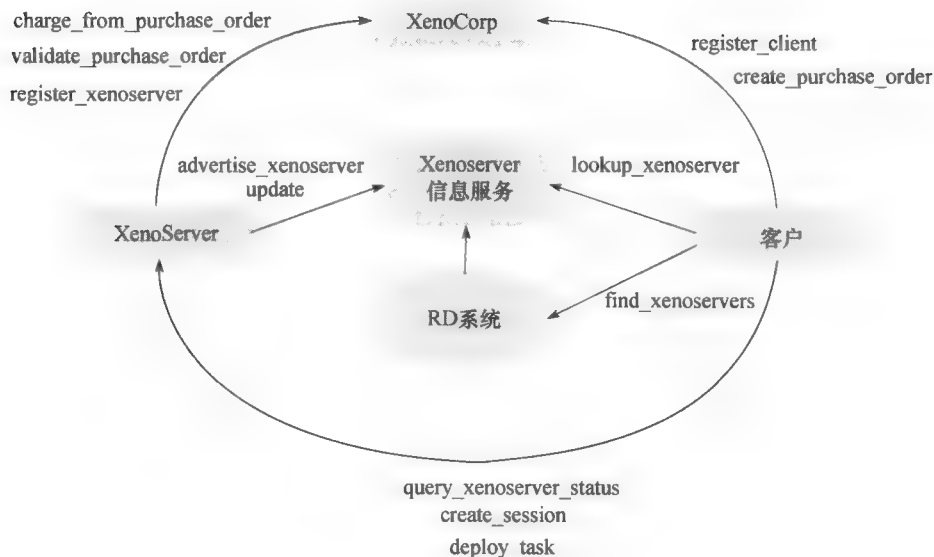 charge_from_purchase_order
validate_purchase_order
register_xenoserver
XenoCorp
register_client
create_purchase_order
advertise_xenoserver
update
Xenoserver
信息服务
lookup_xenoserver
XenoServer
客户
RD系统
find_xenoservers
query_xenoserver_status
create_session
deploy_task